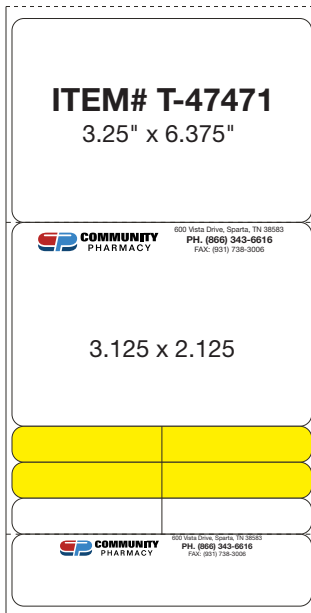 ITEM# T-47471
3.25" x 6.375"
COMMUNITY
PHARMACY
600 Vista Drive, Sparta, TN 38583
PH. (866) 343-6616
FAX: (931) 738-3006
3.125 x 2.125
COMMUNITY
PHARMACY
600 Vista Drive, Sparta, TN 38583
PH. (866) 343-6616
FAX: (931) 738-3006